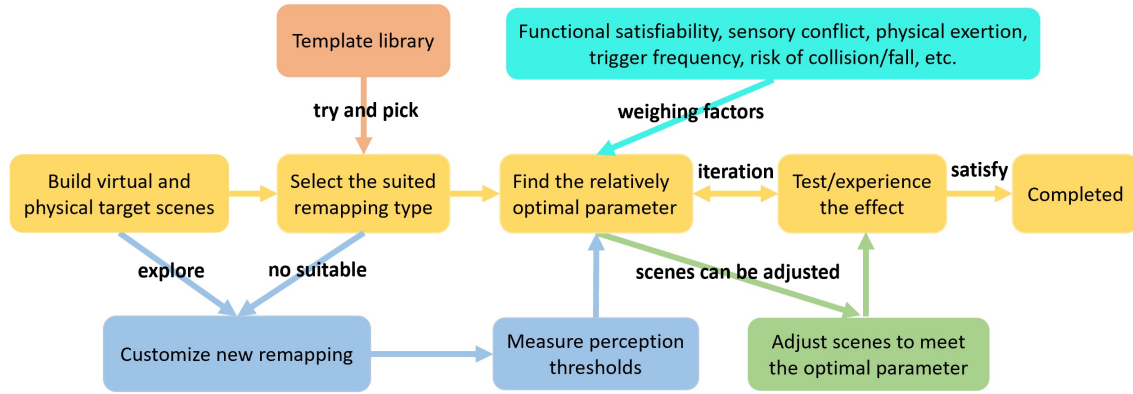 Template library
Functional satisfiability, sensory conflict, physical exertion,
trigger frequency, risk of collision/fall, etc.
try and pick
weighing factors
Build virtual and
physical target scenes
Select the suited
remapping type
Find the relatively
optimal parameter
iteration
Test/experience
the effect
satisfy
Completed
explore
no suitable
scenes can be adjusted
Customize new remapping
Measure perception
thresholds
Adjust scenes to meet
the optimal parameter